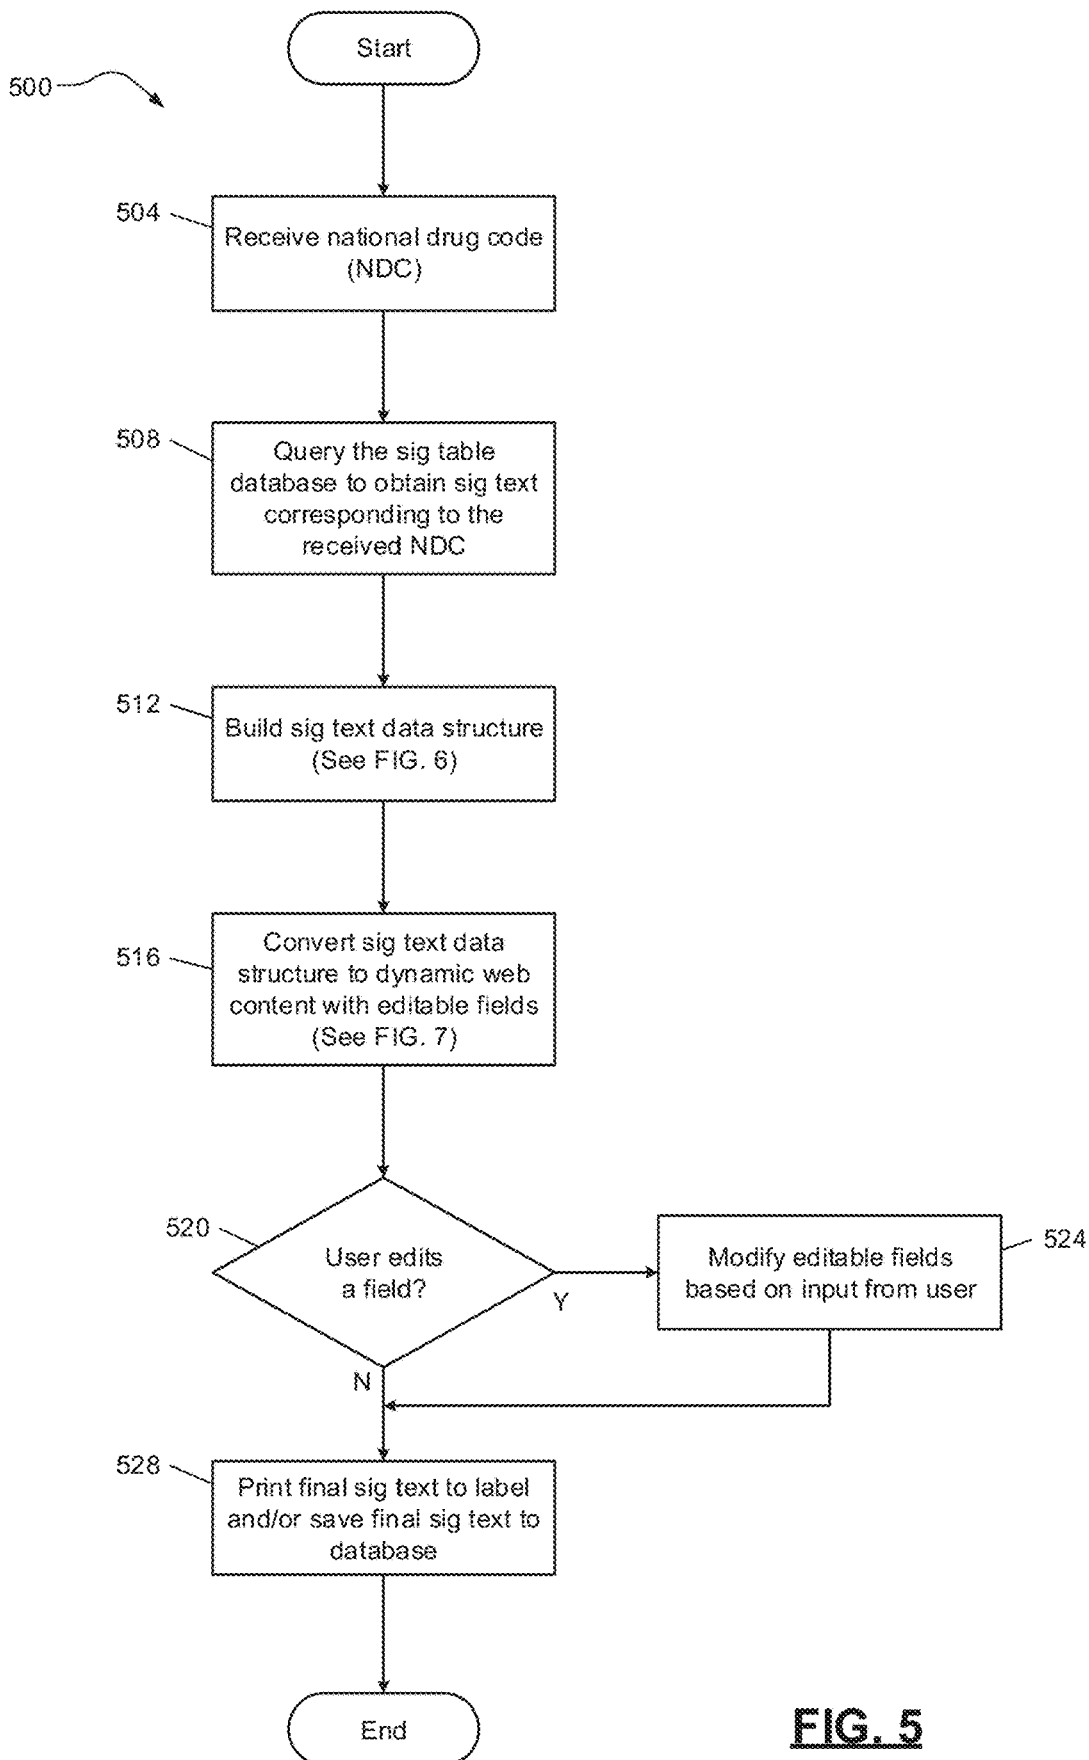 Start
500
504
Receive national drug code
(NDC)
508
Query the sig table
database to obtain sig text
corresponding to the
received NDC
512
Build sig text data structure
(See FIG. 6)
516
Convert sig text data
structure to dynamic web
content with editable fields
(See FIG. 7)
520
User edits
a field?
Y
524
Modify editable fields
based on input from user
N
528
Print final sig text to label
and/or save final sig text to
database
End
FIG. 5